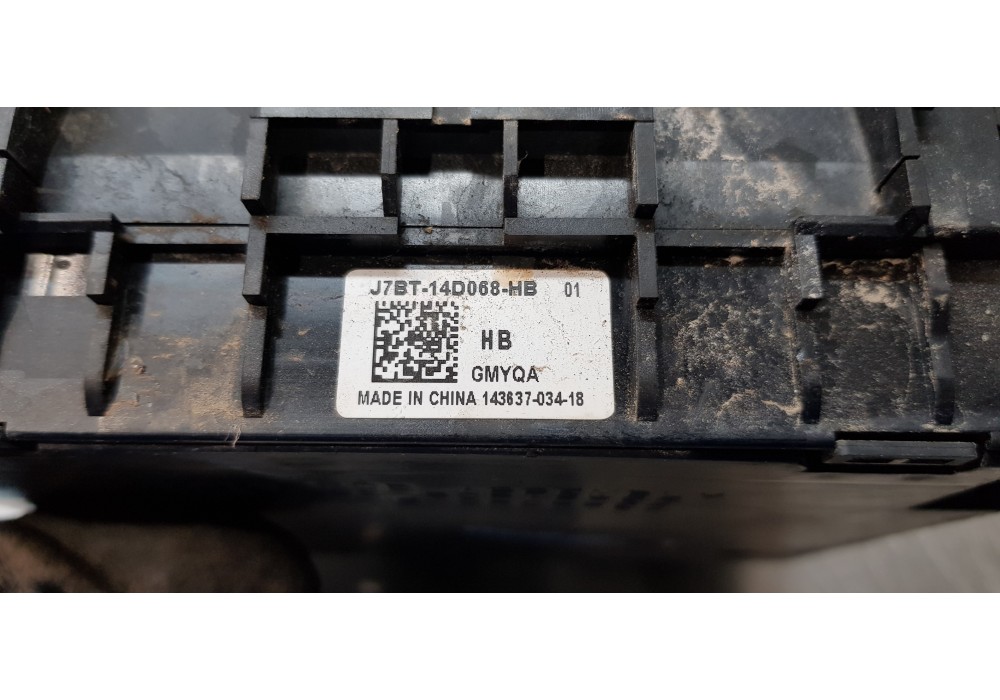 J7BT-14D068-HB 01
HB
GMYQA
MADE IN CHINA 143637-034-18